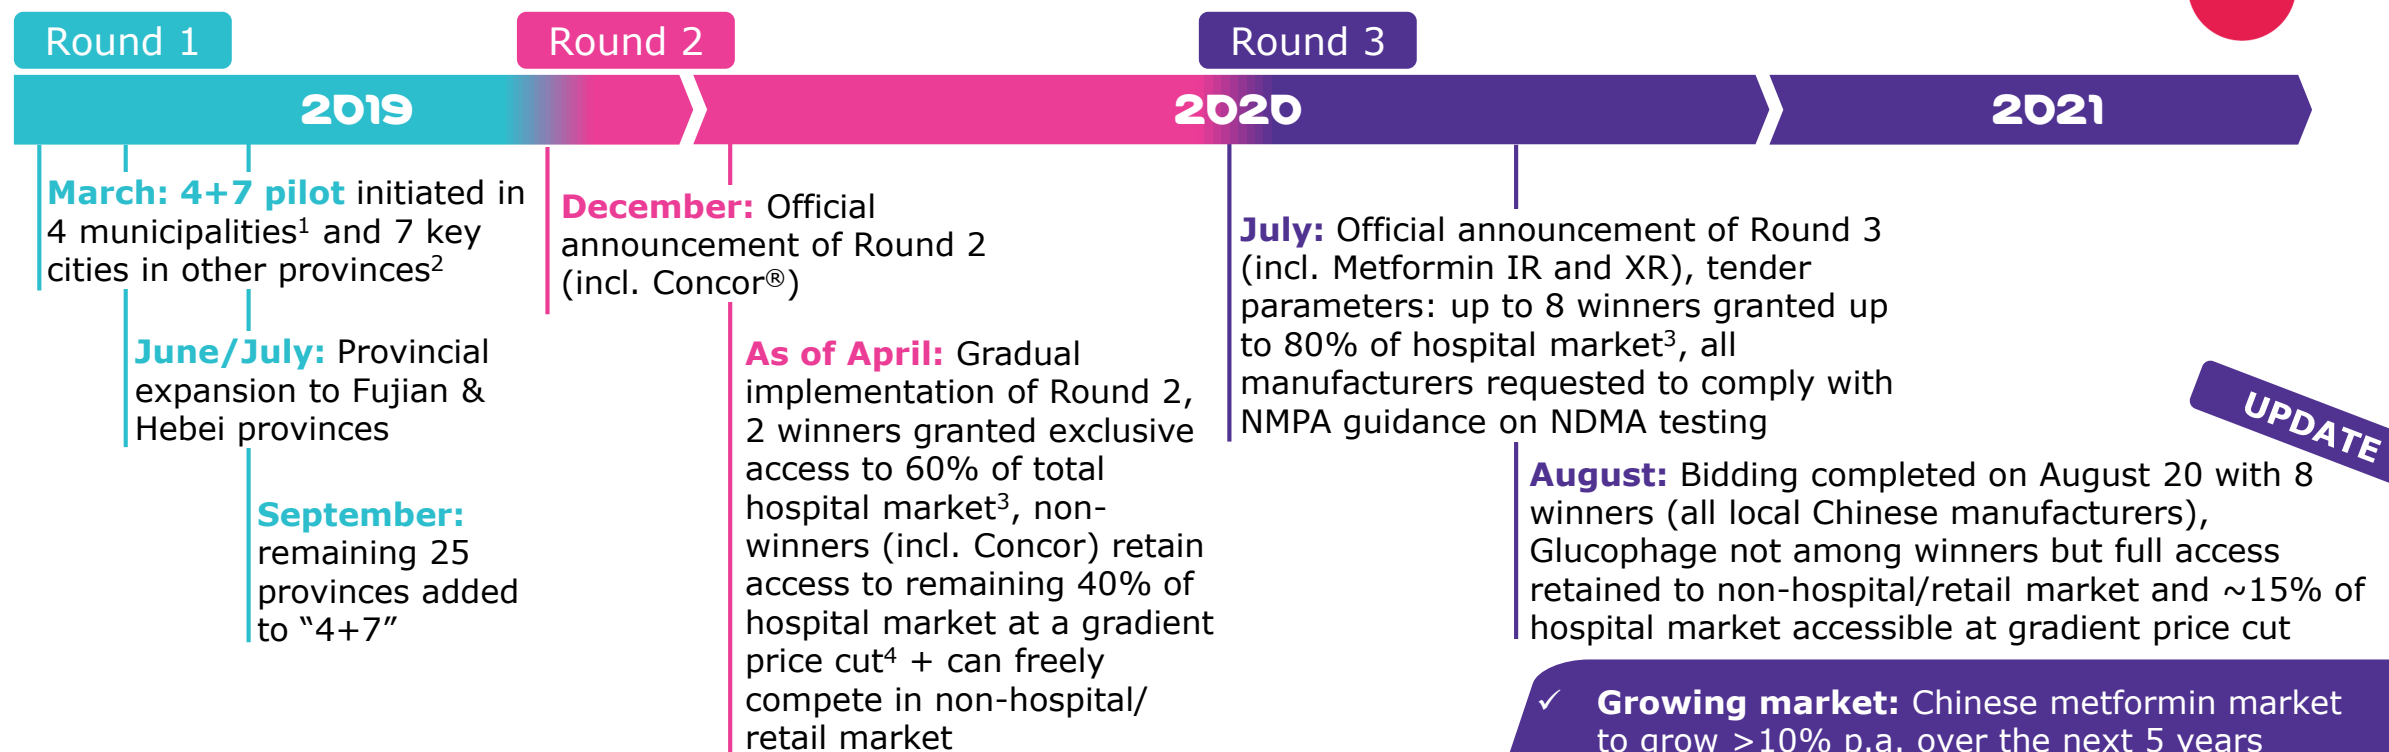 Round 1
Round 2
Round 3
2019
2020
2021
March: 4+7 pilot initiated in
4 municipalities¹ and 7 key
cities in other provinces²
June/July: Provincial
expansion to Fujian &
Hebei provinces
September:
remaining 25
provinces added
to “4+7”
December: Official
announcement of Round 2
(incl. Concor®)
As of April: Gradual
implementation of Round 2,
2 winners granted exclusive
access to 60% of total
hospital market³, non-
winners (incl. Concor) retain
access to remaining 40% of
hospital market at a gradient
price cut⁴ + can freely
compete in non-hospital/
retail market
July: Official announcement of Round 3
(incl. Metformin IR and XR), tender
parameters: up to 8 winners granted up
to 80% of hospital market³, all
manufacturers requested to comply with
NMPA guidance on NDMA testing
UPDATE
August: Bidding completed on August 20 with 8
winners (all local Chinese manufacturers),
Glucophage not among winners but full access
retained to non-hospital/retail market and ~15% of
hospital market accessible at gradient price cut
✓ Growing market: Chinese metformin market
to grow >10% p.a. over the next 5 years